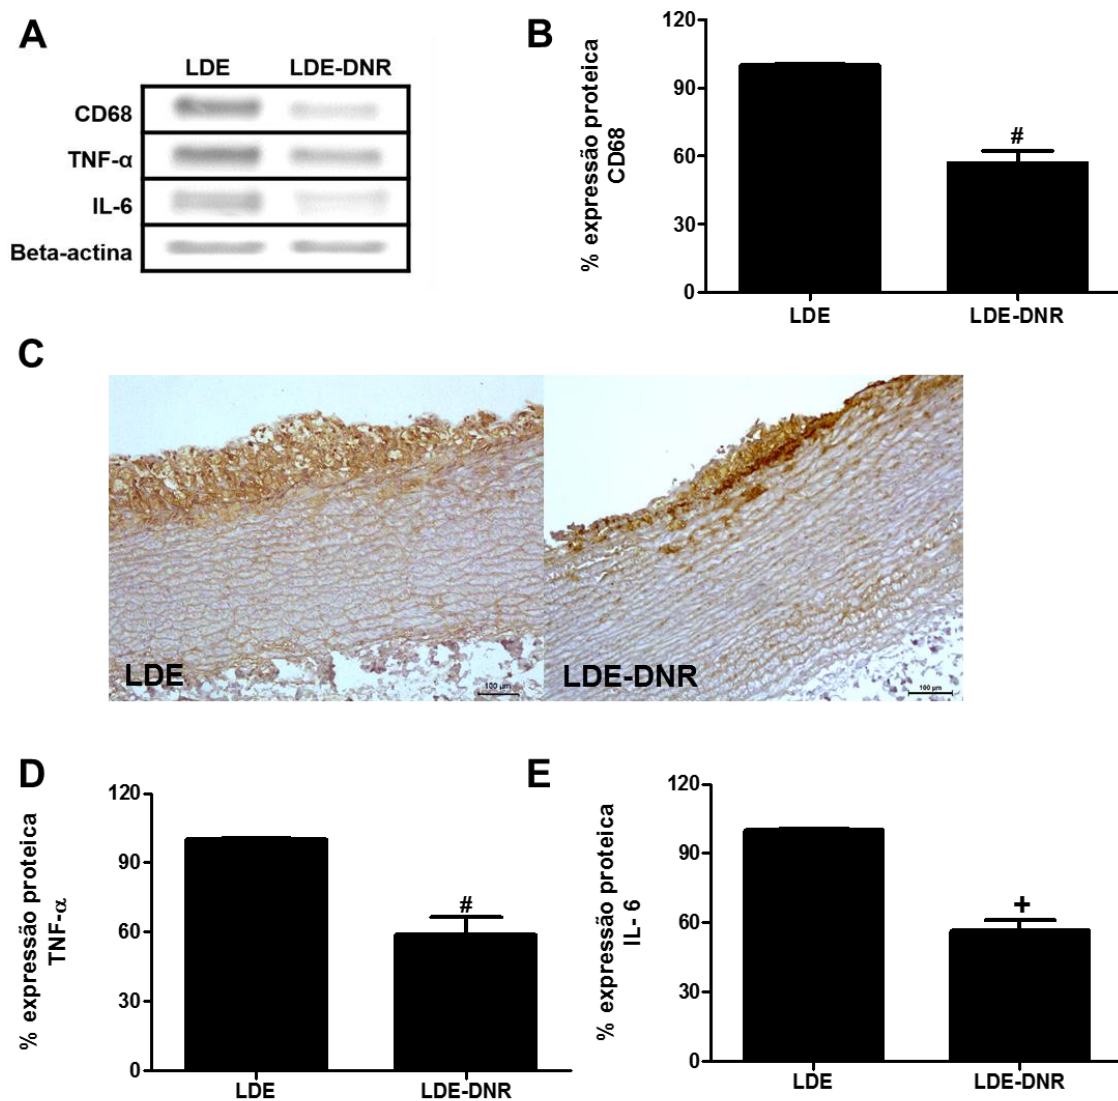 A
LDE LDE-DNR
CD68
TNF-α
IL-6
Beta-actina
B
% expressão proteica
CD68
120
90
60
30
0
#
LDE LDE-DNR
C
LDE
100 µm
LDE-DNR
100 µm
D
% expressão proteica
TNF-α
120
90
60
30
0
#
LDE LDE-DNR
E
% expressão proteica
IL- 6
120
90
60
30
0
+
LDE LDE-DNR